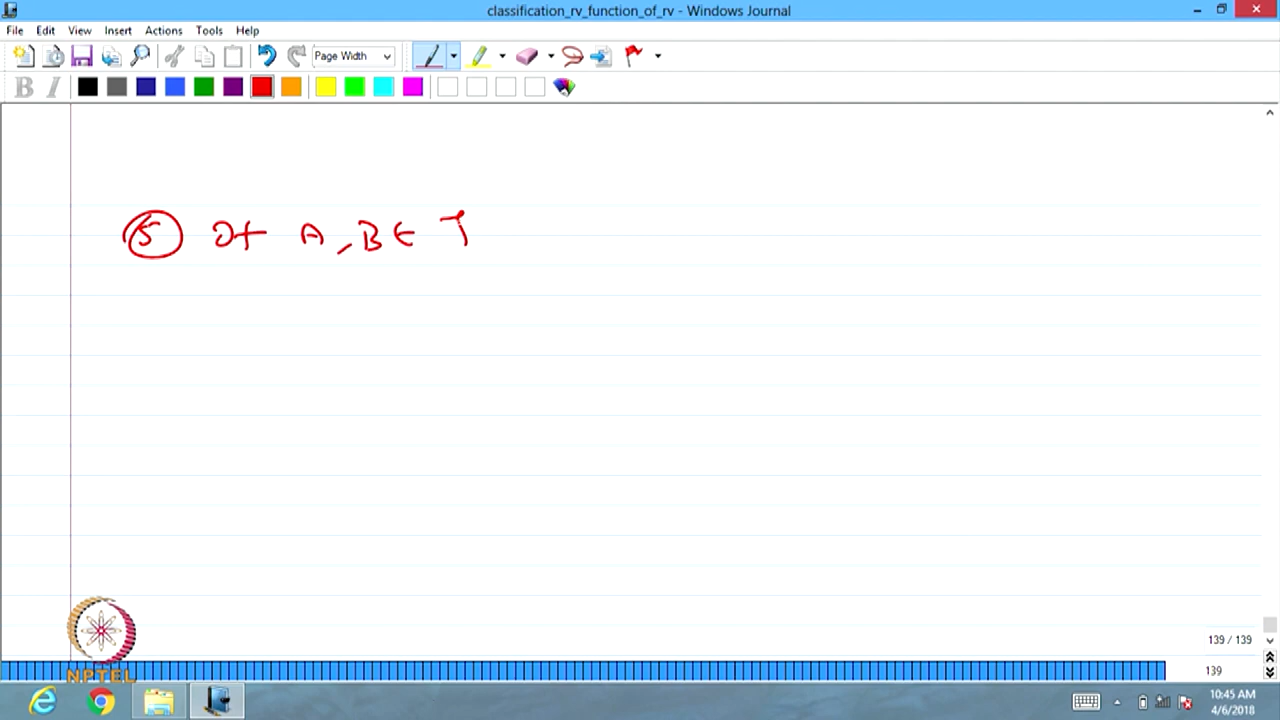 classification_rv_function_of_rv - Windows Journal
File Edit View Insert Actions Tools Help
Page Width
B I
5 If A, B ∈
139 / 139
139
NPTEL
10:45 AM
4/6/2018